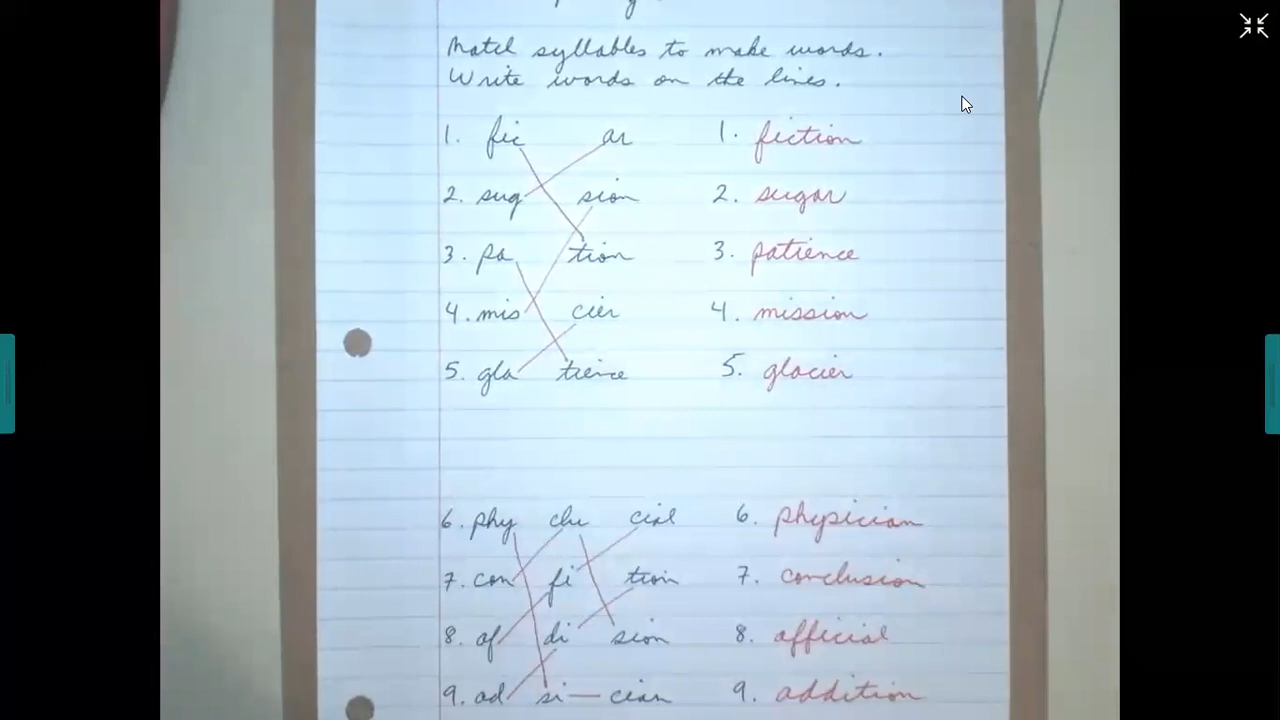 Match syllables to make words.
Write words on the lines.
1. fic ar 1. fiction
2. sug sion 2. sugar
3. pa tion 3. patience
4. mis cier 4. mission
5. gla tience 5. glacier
6. phy clu cial 6. physician
7. con fi tion 7. conclusion
8. of di sion 8. official
9. ad si cian 9. addition